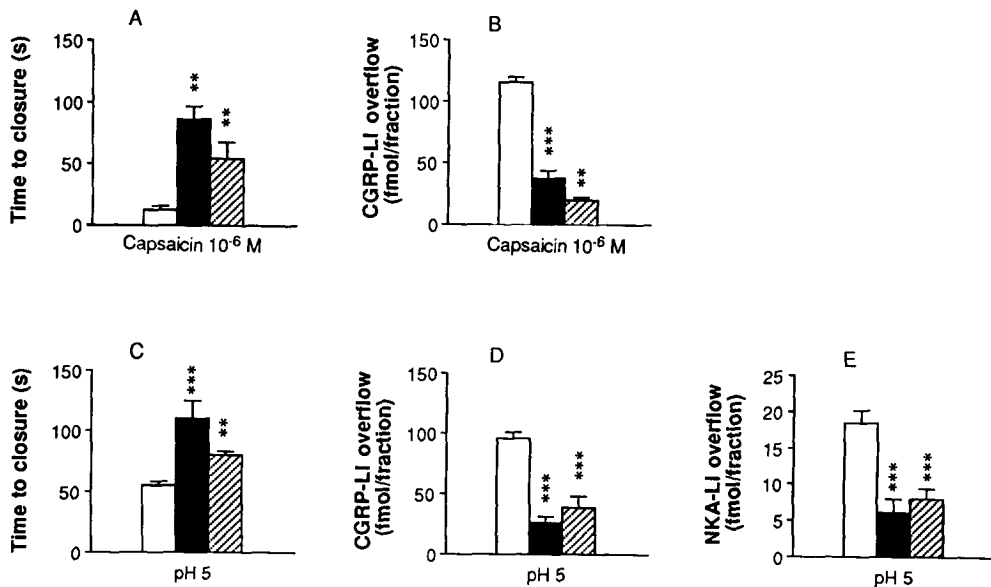 A
Time to closure (s)
150
100
50
0
**
**
Capsaicin 10⁻⁶ M
B
CGRP-LI overflow
(fmol/fraction)
150
100
50
0
***
**
Capsaicin 10⁻⁶ M
C
Time to closure (s)
150
100
50
0
***
**
pH 5
D
CGRP-LI overflow
(fmol/fraction)
150
100
50
0
***
***
pH 5
E
NKA-LI overflow
(fmol/fraction)
25
20
15
10
5
0
***
***
pH 5